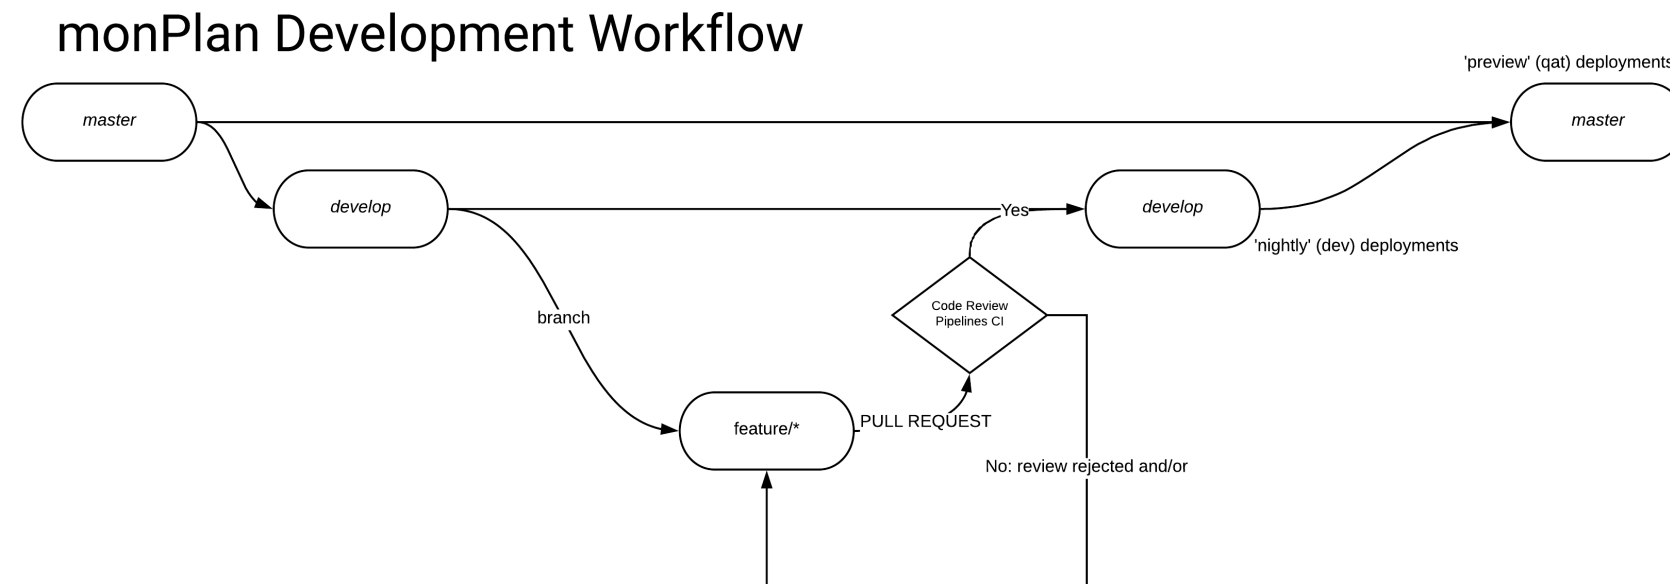 monPlan Development Workflow
'preview' (qat) deployments
master
master
develop
Yes
develop
'nightly' (dev) deployments
branch
Code Review
Pipelines CI
feature/*
PULL REQUEST
No: review rejected and/or